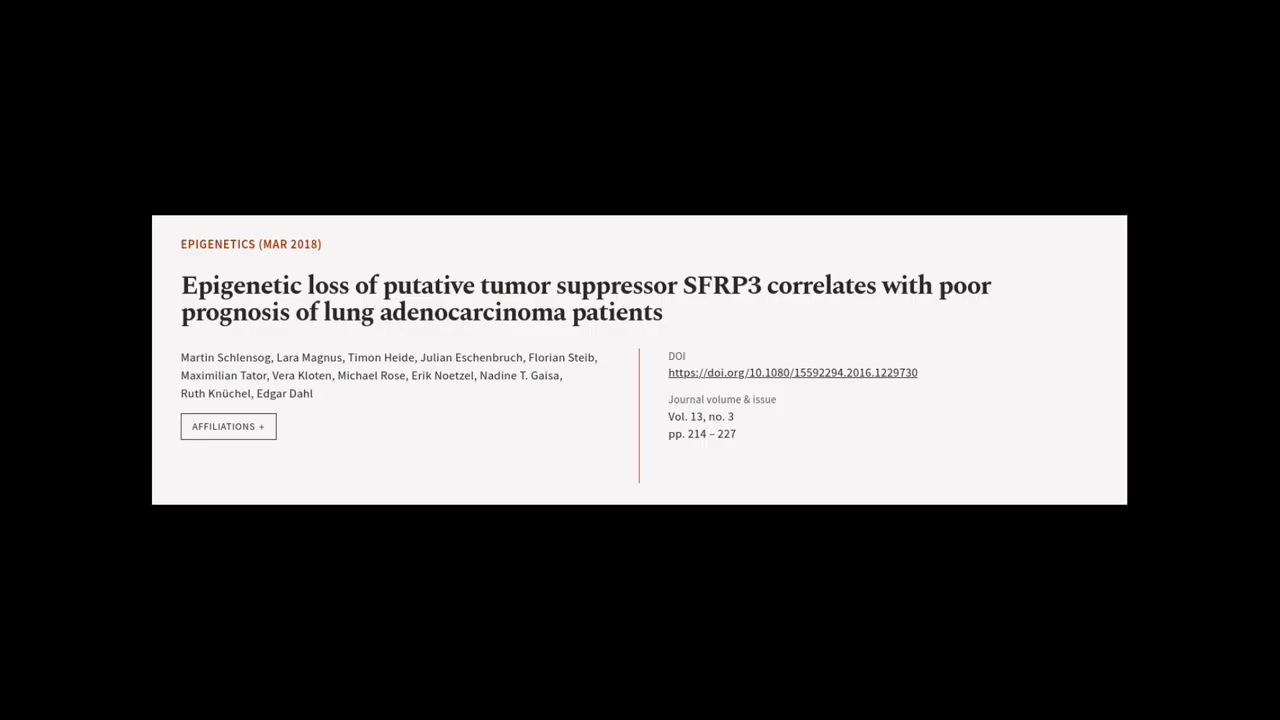 EPIGENETICS (MAR 2018)
Epigenetic loss of putative tumor suppressor SFRP3 correlates with poor
prognosis of lung adenocarcinoma patients
Martin Schlensog, Lara Magnus, Timon Heide, Julian Eschenbruch, Florian Steib,
Maximilian Tator, Vera Kloten, Michael Rose, Erik Noetzel, Nadine T. Gaisa,
Ruth Knüchel, Edgar Dahl
AFFILIATIONS +
DOI
https://doi.org/10.1080/15592294.2016.1229730
Journal volume & issue
Vol. 13, no. 3
pp. 214 – 227